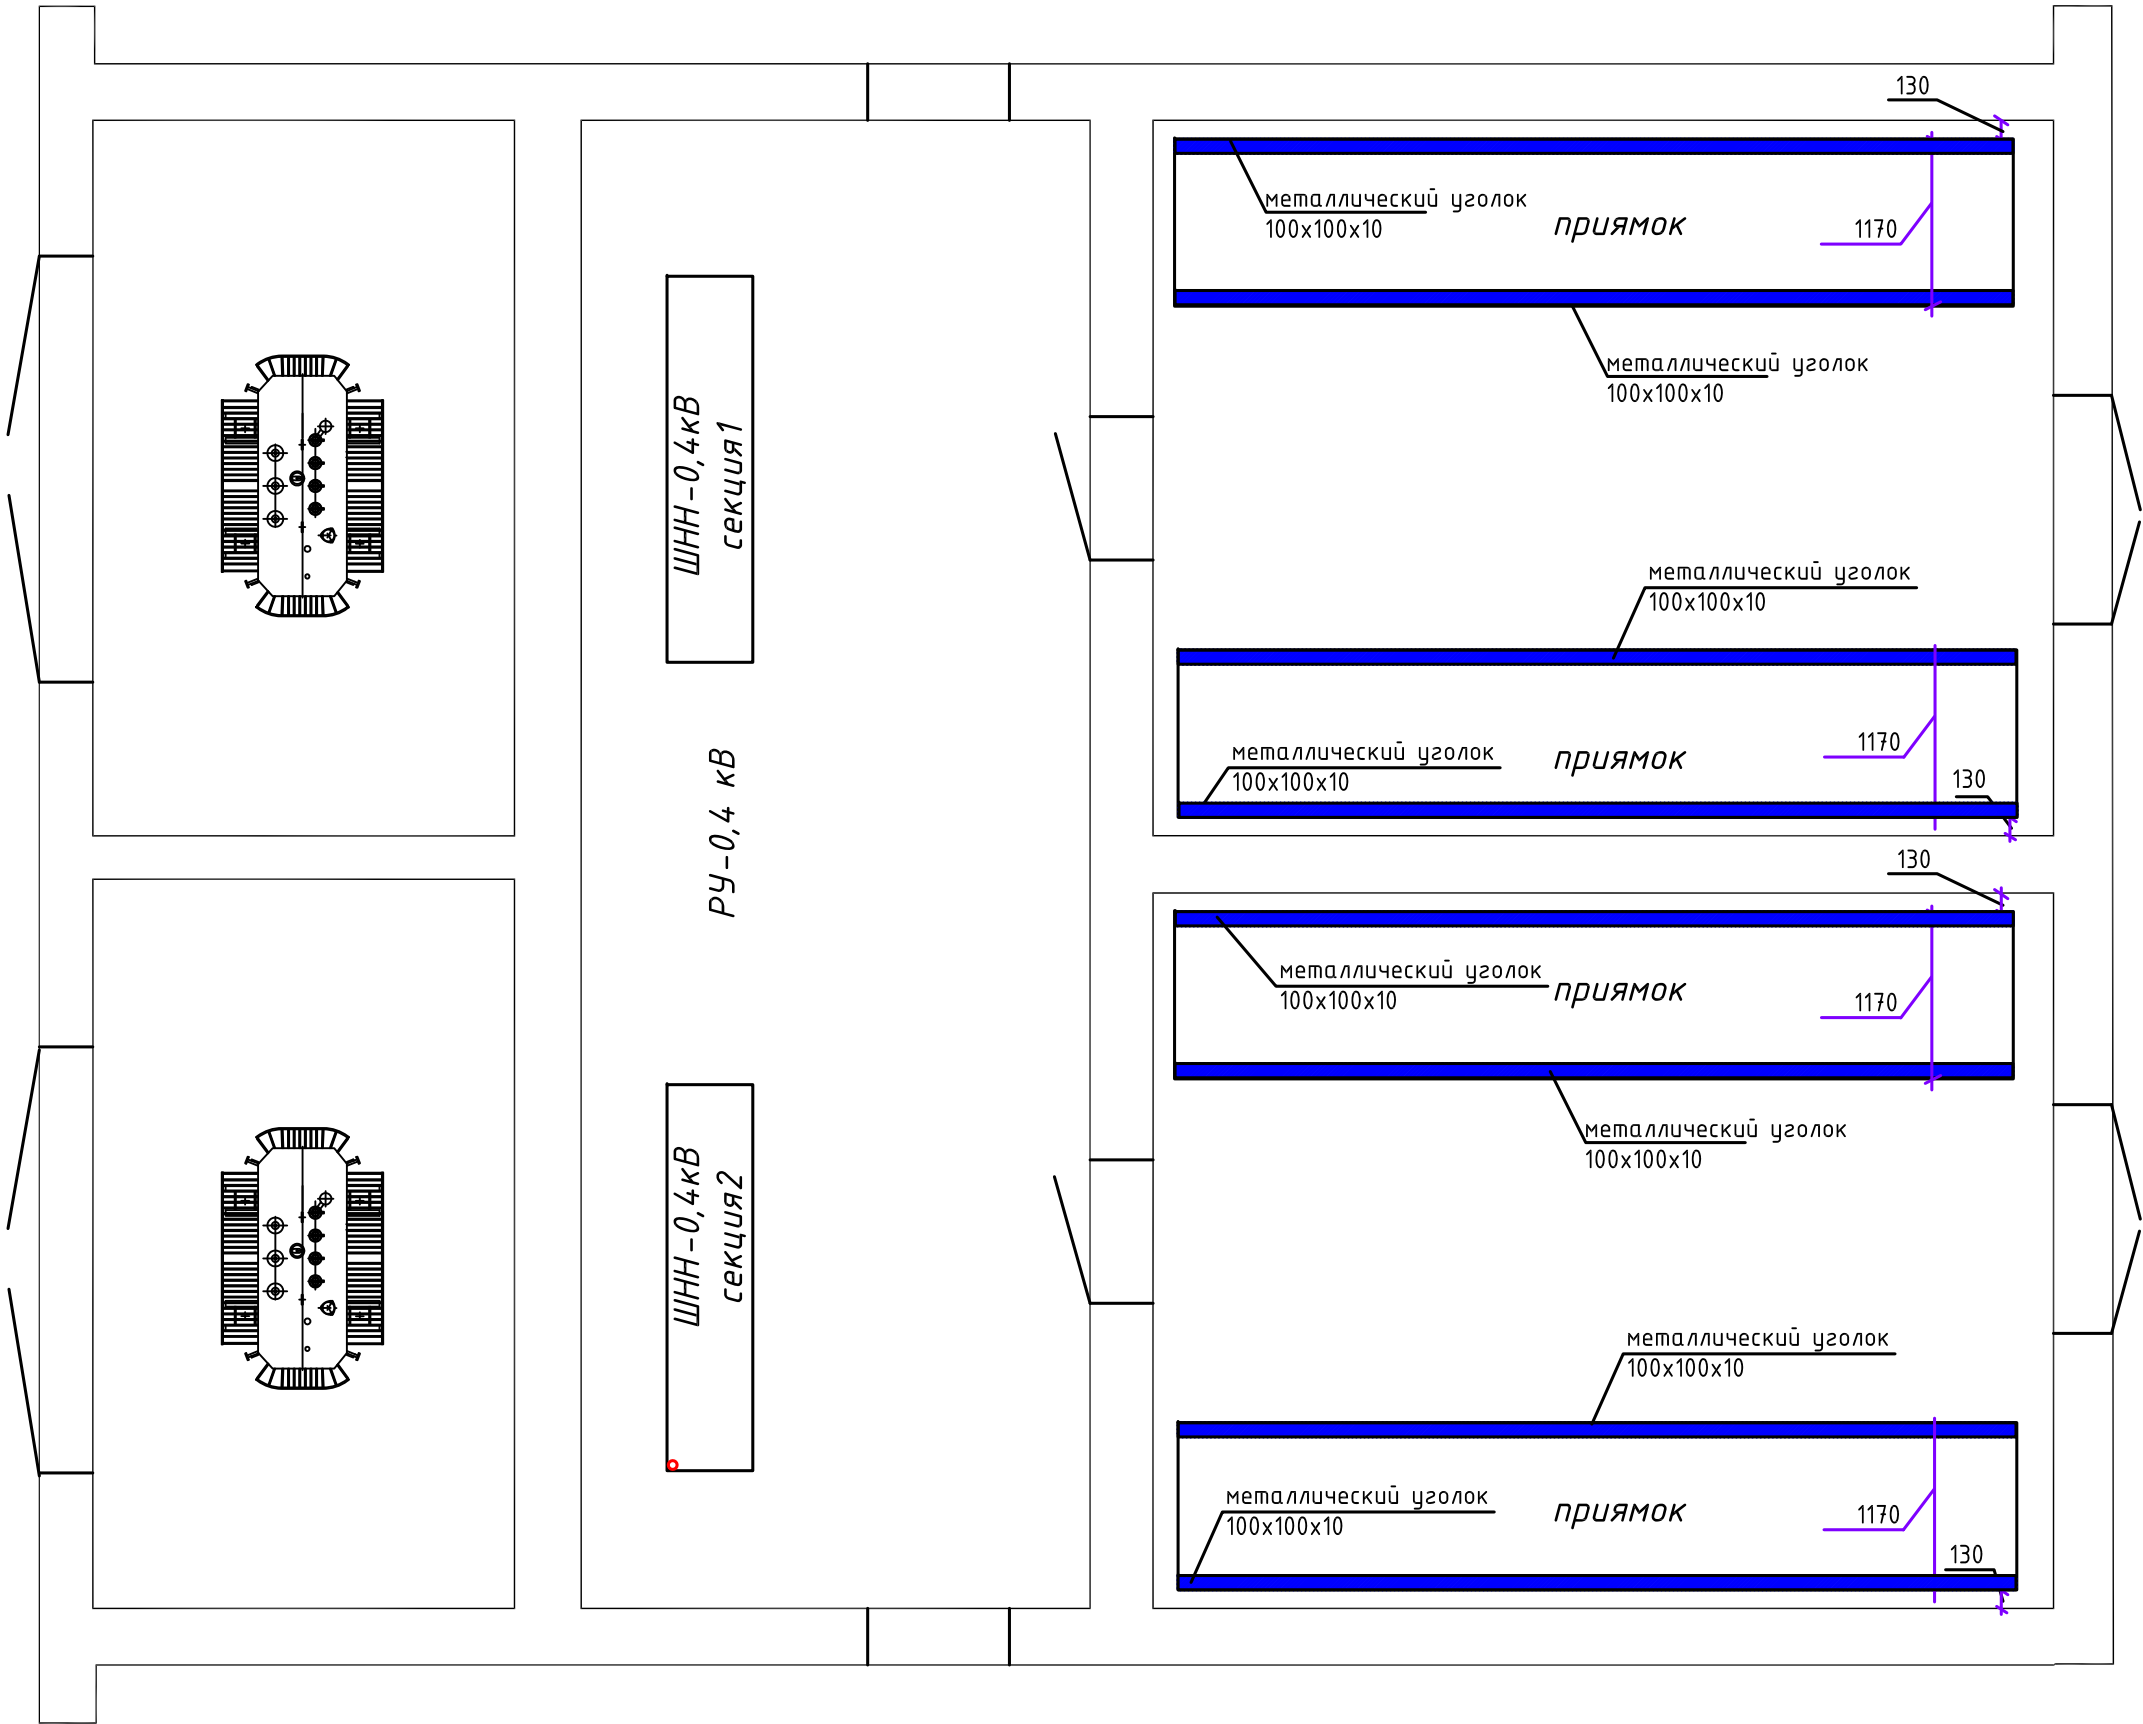 130
металлический уголок
100х100х10
приямок
1170
металлический уголок
100х100х10
ШНН-0,4кВ
секция1
металлический уголок
100х100х10
РУ-0,4 кВ
металлический уголок
100х100х10
приямок
1170
130
130
металлический уголок
100х100х10
приямок
1170
металлический уголок
100х100х10
ШНН-0,4кВ
секция2
металлический уголок
100х100х10
металлический уголок
100х100х10
приямок
1170
130